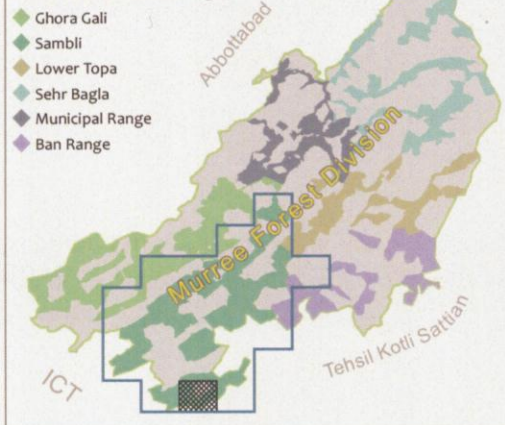 Ghora Gali
Sambli
Lower Topa
Sehr Bagla
Municipal Range
Ban Range
Abbottabad
Murree Forest Division
Tehsil Kotli Sattian
ICT